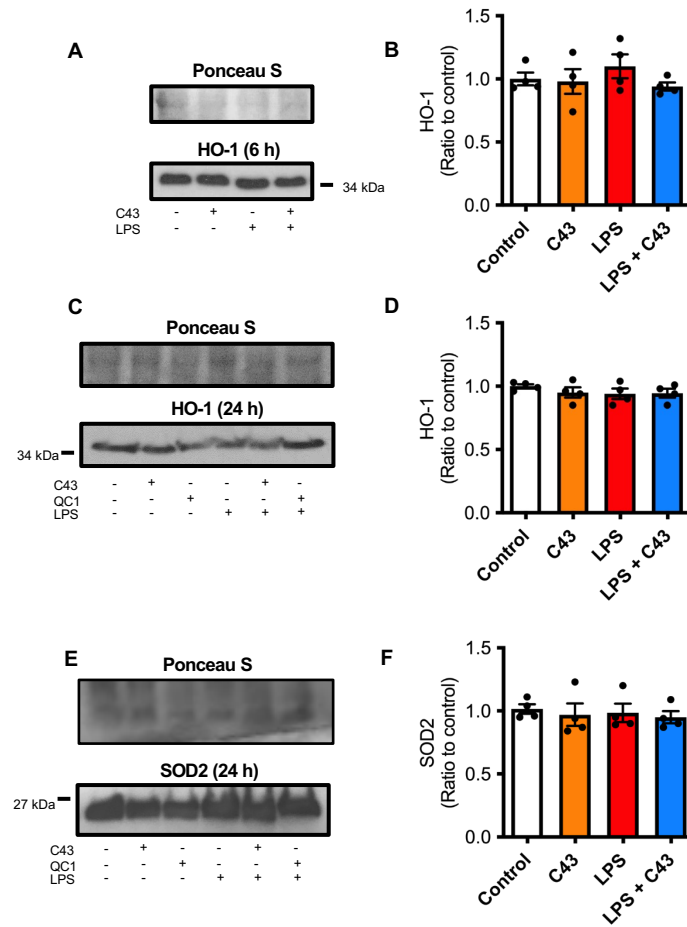 A
Ponceau S
HO-1 (6 h)
34 kDa
C43 - + - +
LPS - - + +
B
HO-1
(Ratio to control)
1.5
1.0
0.5
0.0
Control
C43
LPS
LPS + C43
C
Ponceau S
HO-1 (24 h)
34 kDa
C43 - + - - + -
QC1 - - + - - +
LPS - - - + + +
D
HO-1
(Ratio to control)
1.5
1.0
0.5
0.0
Control
C43
LPS
LPS + C43
E
Ponceau S
SOD2 (24 h)
27 kDa
C43 - + - - + -
QC1 - - + - - +
LPS - - - + + +
F
SOD2
(Ratio to control)
1.5
1.0
0.5
0.0
Control
C43
LPS
LPS + C43